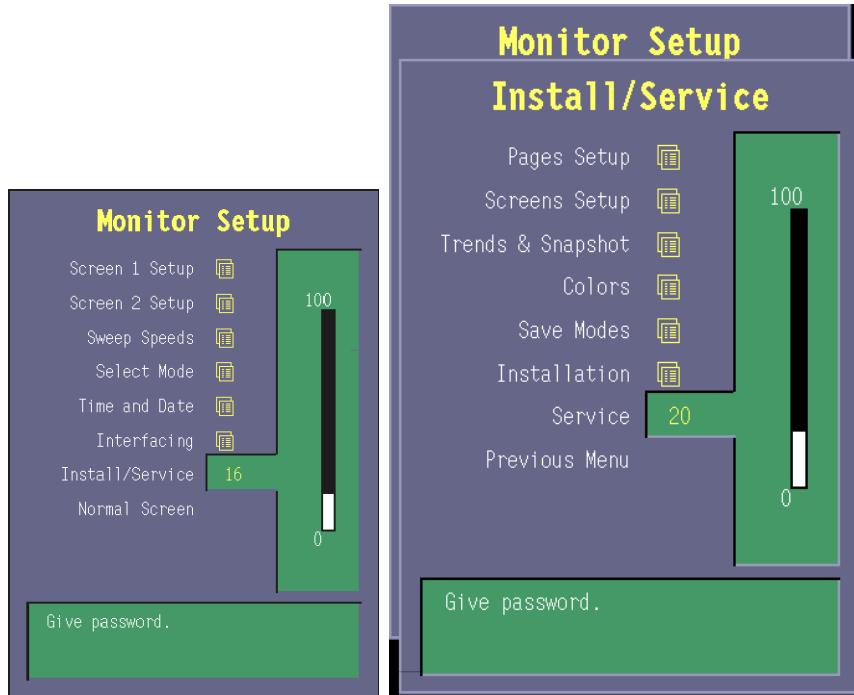 Monitor Setup
Screen 1 Setup
Screen 2 Setup
100
Sweep Speeds
Select Mode
Time and Date
Interfacing
Install/Service 16
Normal Screen
0
Give password.
Monitor Setup
Install/Service
Pages Setup
Screens Setup
100
Trends & Snapshot
Colors
Save Modes
Installation
Service 20
Previous Menu
0
Give password.